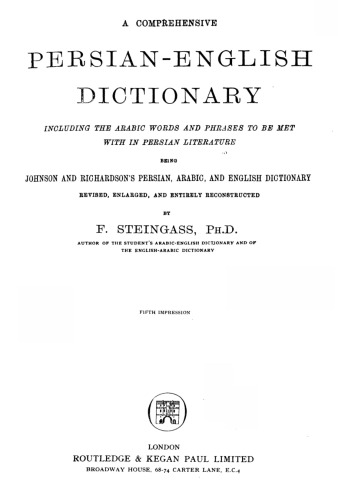 A COMPREHENSIVE
PERSIAN-ENGLISH
DICTIONARY
INCLUDING THE ARABIC WORDS AND PHRASES TO BE MET
WITH IN PERSIAN LITERATURE
BEING
JOHNSON AND RICHARDSON'S PERSIAN, ARABIC, AND ENGLISH DICTIONARY
REVISED, ENLARGED, AND ENTIRELY RECONSTRUCTED
BY
F. STEINGASS, PH.D.
AUTHOR OF THE STUDENT'S ARABIC-ENGLISH DICTIONARY AND OF
THE ENGLISH-ARABIC DICTIONARY
FIFTH IMPRESSION
LONDON
ROUTLEDGE & KEGAN PAUL LIMITED
BROADWAY HOUSE, 68-74 CARTER LANE, E.C.4